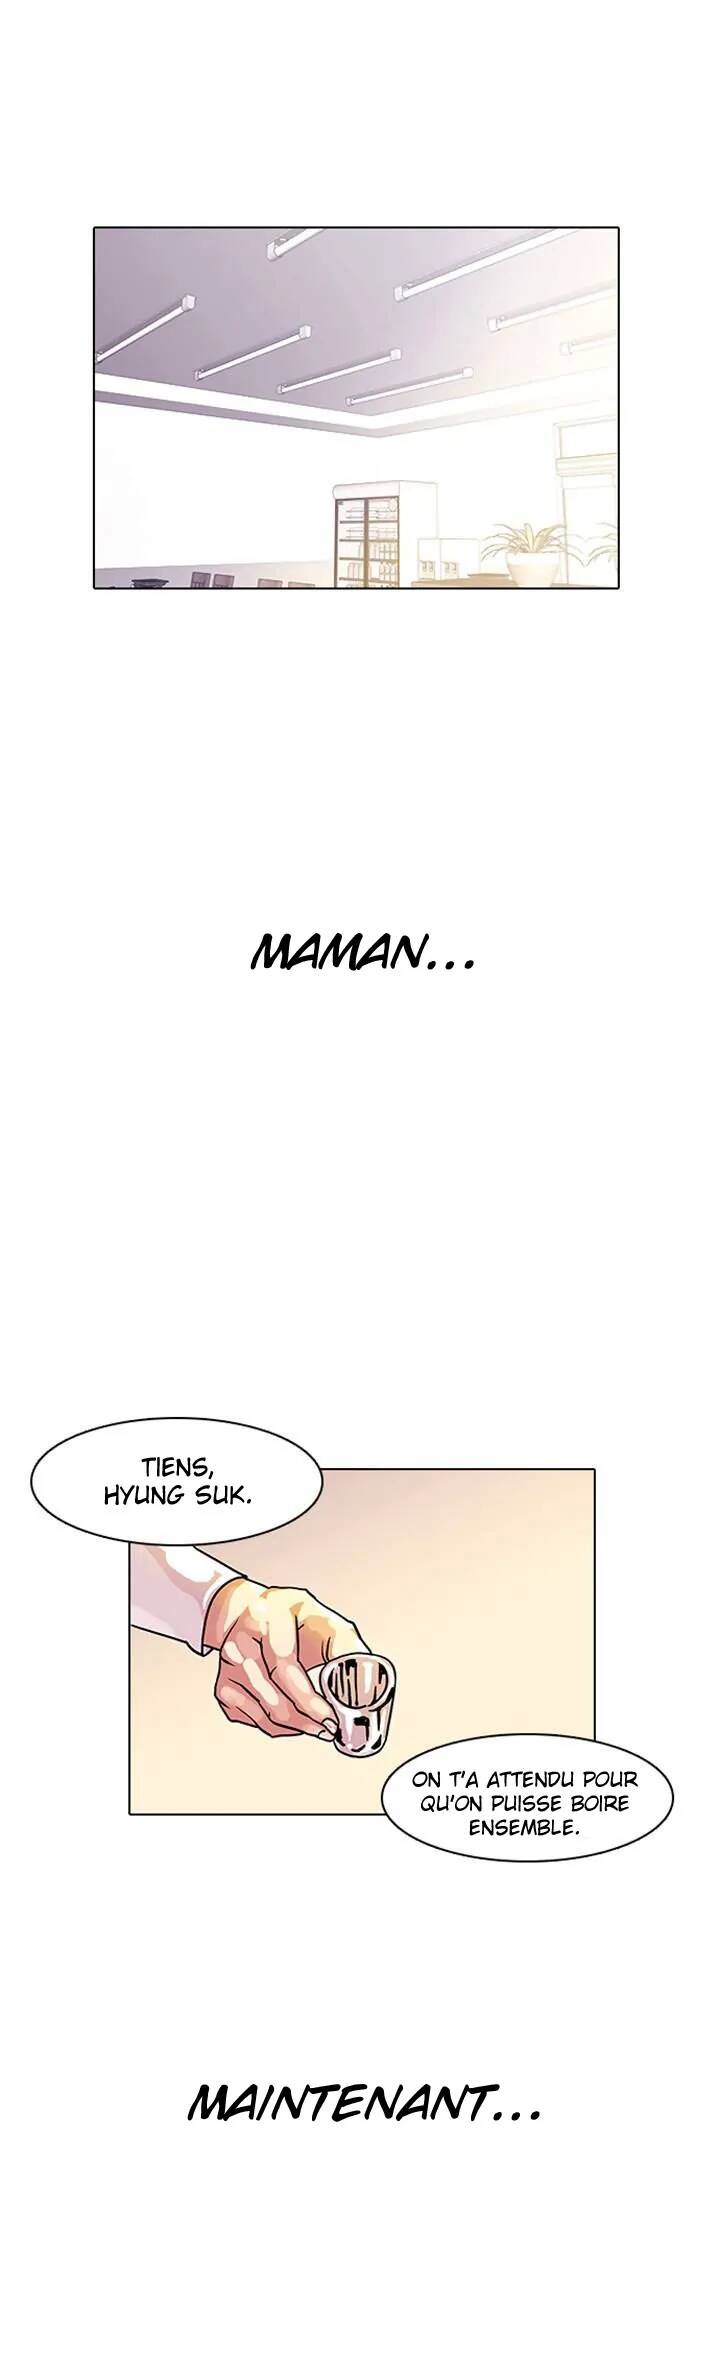 MAMAN...
TIENS,
HYUNG SUK.
ON T'A ATTENDU POUR
QU'ON PUISSE BOIRE
ENSEMBLE.
MAINTENANT...